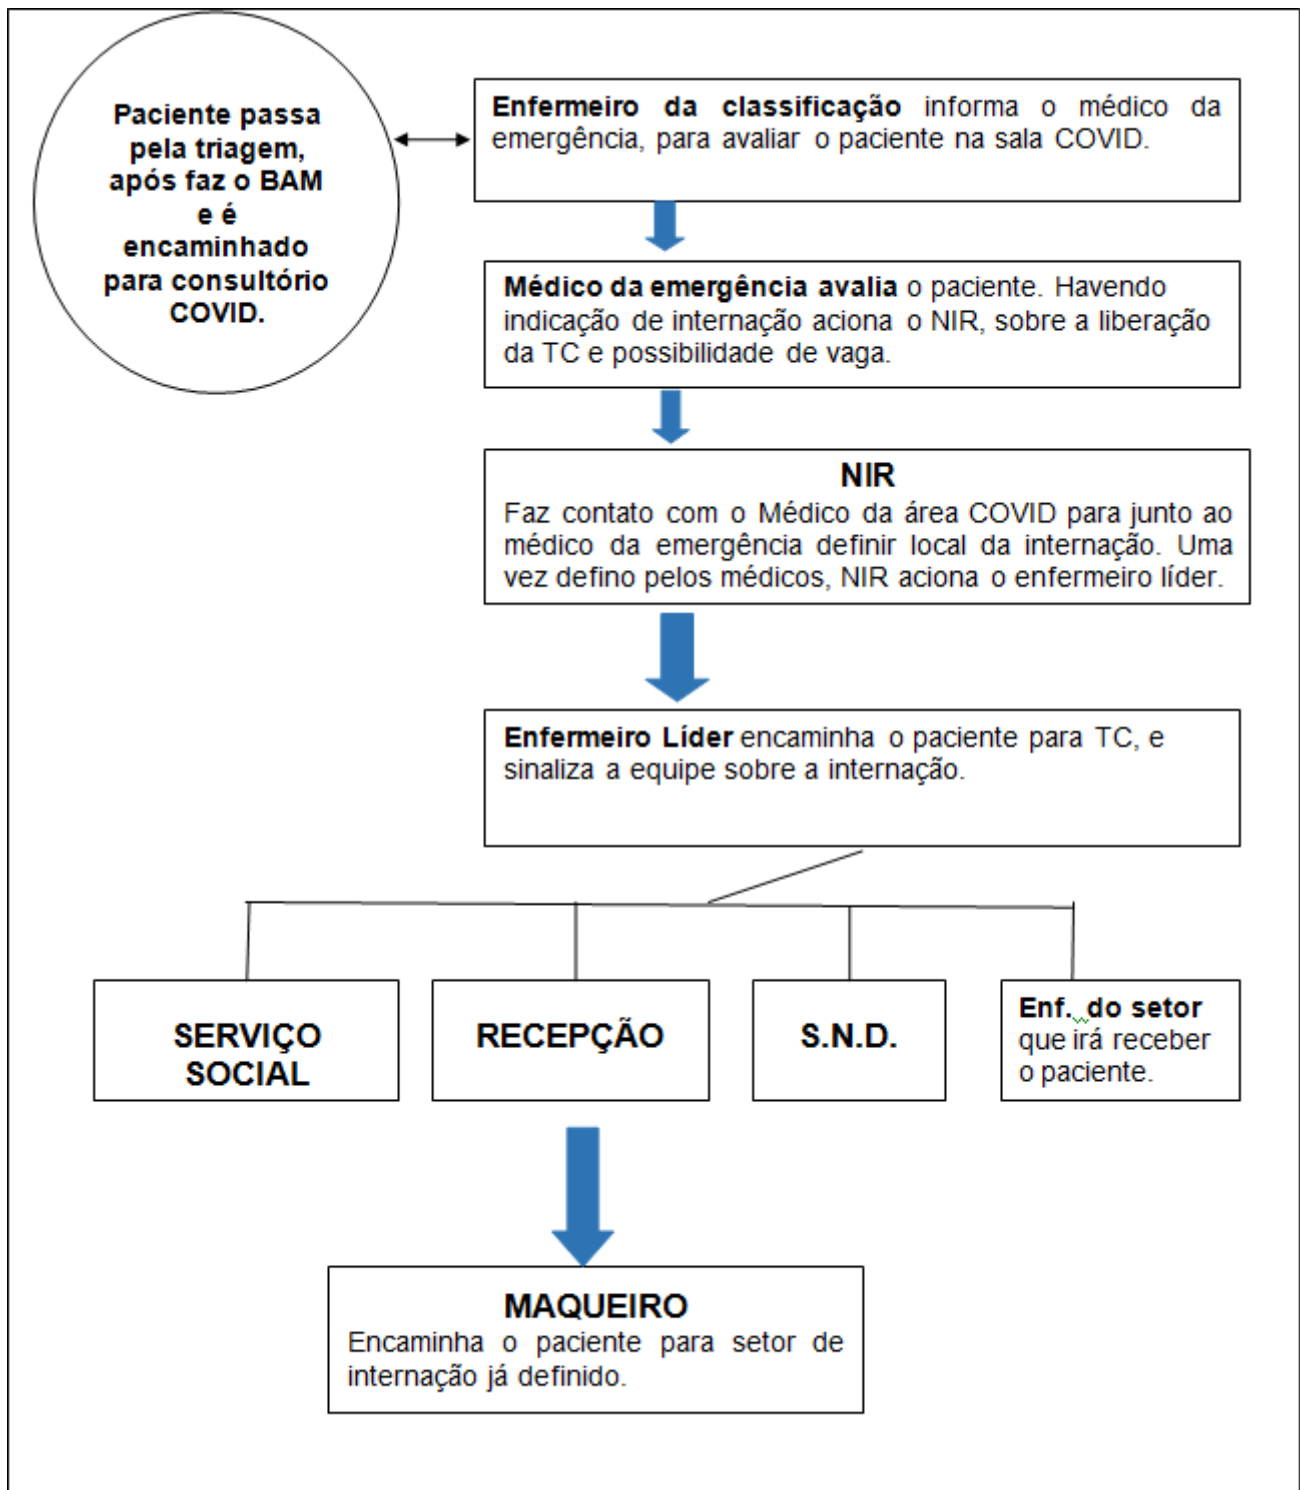 Paciente passa
pela triagem,
após faz o BAM
e é
encaminhado
para consultório
COVID.
Enfermeiro da classificação informa o médico da
emergência, para avaliar o paciente na sala COVID.
Médico da emergência avalia o paciente. Havendo
indicação de internação aciona o NIR, sobre a liberação
da TC e possibilidade de vaga.
NIR
Faz contato com o Médico da área COVID para junto ao
médico da emergência definir local da internação. Uma
vez defino pelos médicos, NIR aciona o enfermeiro líder.
Enfermeiro Líder encaminha o paciente para TC, e
sinaliza a equipe sobre a internação.
SERVIÇO
SOCIAL
RECEPÇÃO
S.N.D.
Enf. do setor
que irá receber
o paciente.
MAQUEIRO
Encaminha o paciente para setor de
internação já definido.